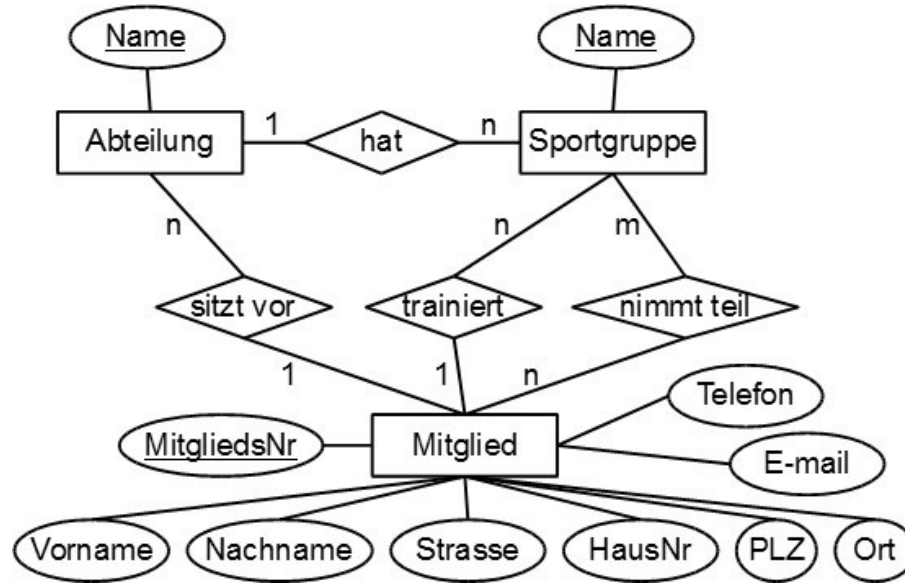 Name
Name
Abteilung
1
hat
n
Sportgruppe
n
n
m
sitzt vor
trainiert
nimmt teil
1
1
n
Telefon
MitgliedsNr
Mitglied
E-mail
Vorname
Nachname
Strasse
HausNr
PLZ
Ort